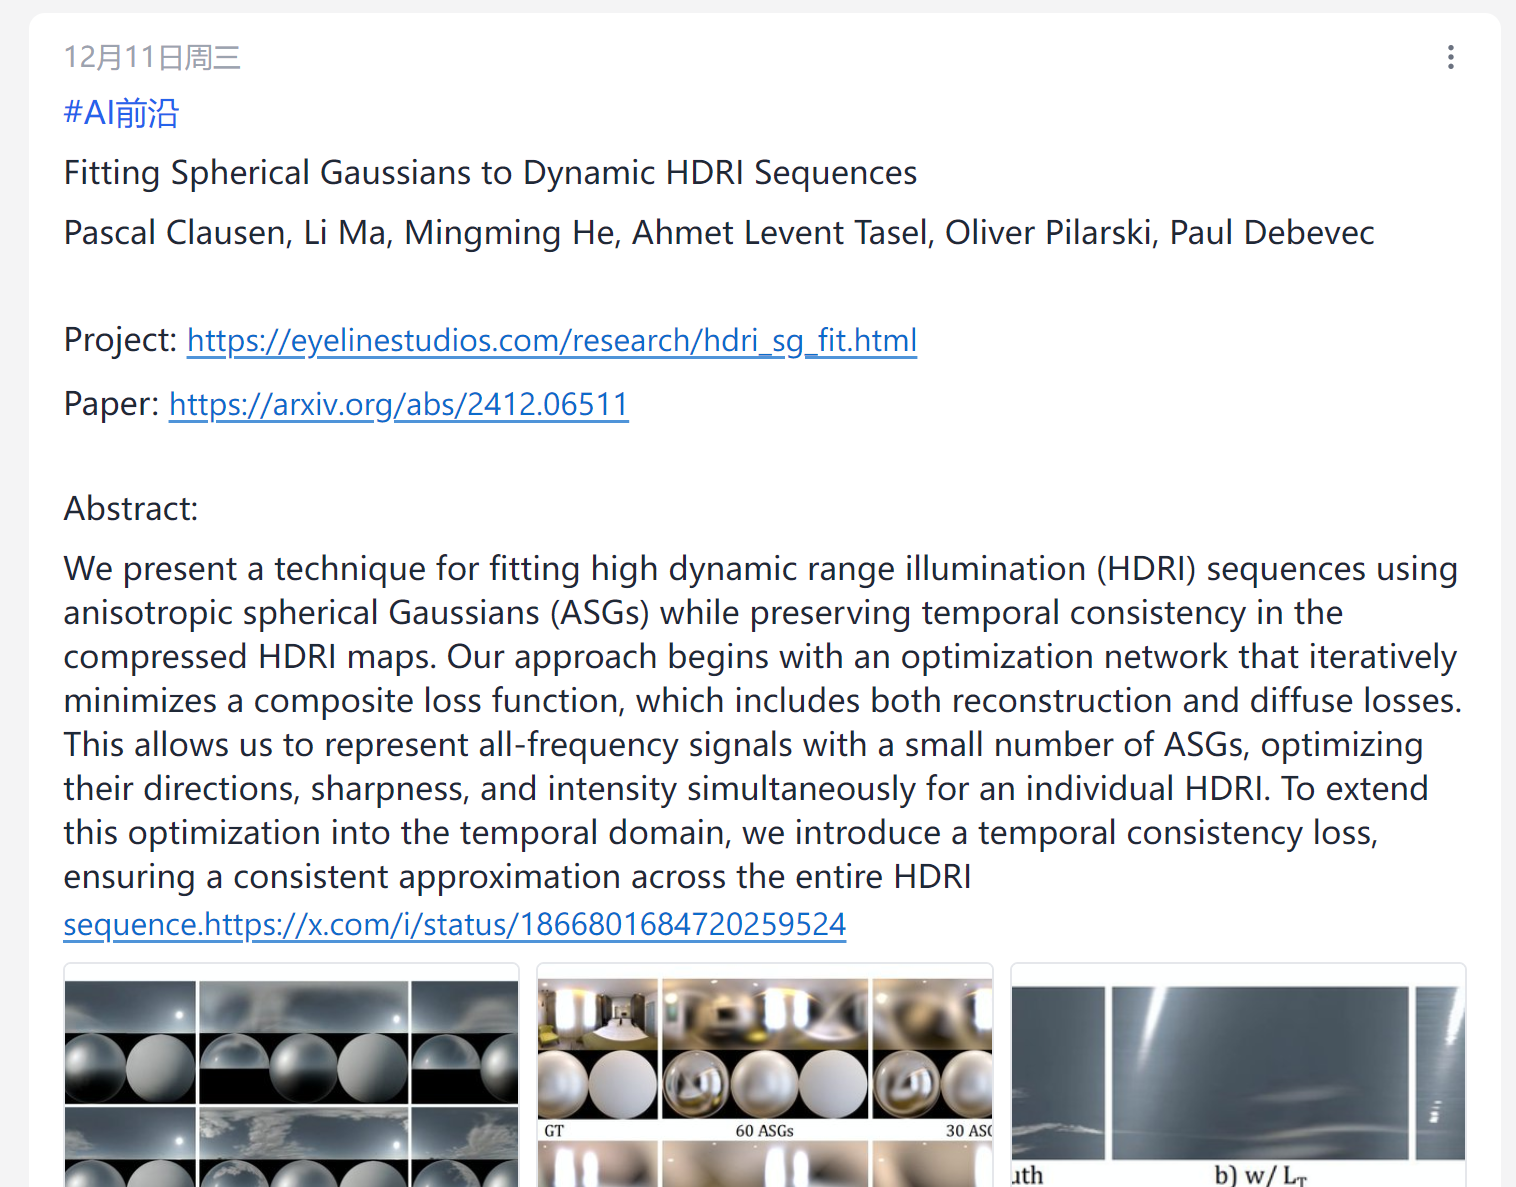 12月11日周三
#AI前沿
Fitting Spherical Gaussians to Dynamic HDRI Sequences
Pascal Clausen, Li Ma, Mingming He, Ahmet Levent Tasel, Oliver Pilarski, Paul Debevec
Project: https://eyelinestudios.com/research/hdri_sg_fit.html
Paper: https://arxiv.org/abs/2412.06511
Abstract:
We present a technique for fitting high dynamic range illumination (HDRI) sequences using
anisotropic spherical Gaussians (ASGs) while preserving temporal consistency in the
compressed HDRI maps. Our approach begins with an optimization network that iteratively
minimizes a composite loss function, which includes both reconstruction and diffuse losses.
This allows us to represent all-frequency signals with a small number of ASGs, optimizing
their directions, sharpness, and intensity simultaneously for an individual HDRI. To extend
this optimization into the temporal domain, we introduce a temporal consistency loss,
ensuring a consistent approximation across the entire HDRI
sequence.https://x.com/i/status/1866801684720259524
GT 60 ASGs 30 ASG
uth b) w/ L_T